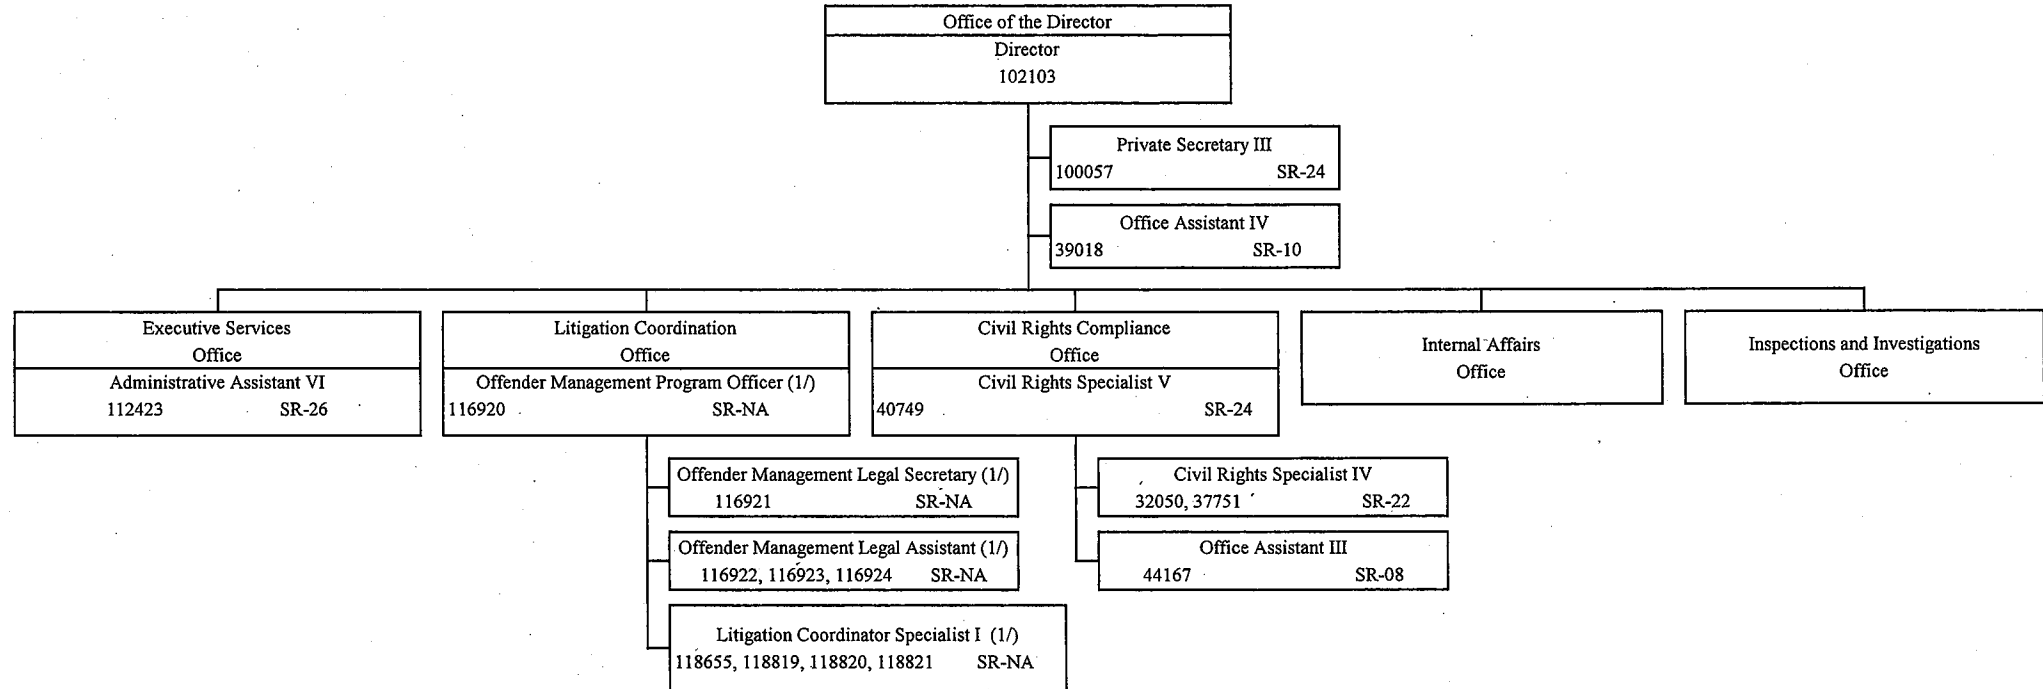 Office of the Director
Director
102103
Private Secretary III
100057 SR-24
Office Assistant IV
39018 SR-10
Executive Services
Office
Administrative Assistant VI
112423 SR-26
Litigation Coordination
Office
Offender Management Program Officer (1/)
116920 SR-NA
Civil Rights Compliance
Office
Civil Rights Specialist V
40749 SR-24
Internal Affairs
Office
Inspections and Investigations
Office
Offender Management Legal Secretary (1/)
116921 SR-NA
Offender Management Legal Assistant (1/)
116922, 116923, 116924 SR-NA
Litigation Coordinator Specialist I (1/)
118655, 118819, 118820, 118821 SR-NA
Civil Rights Specialist IV
32050, 37751 SR-22
Office Assistant III
44167 SR-08